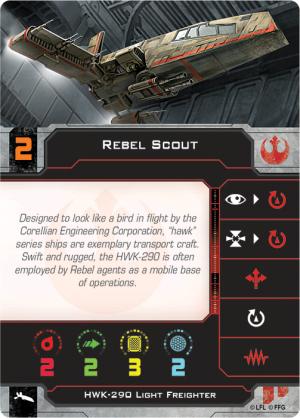 2
Rebel Scout
Designed to look like a bird in flight by the
Corellian Engineering Corporation, "hawk"
series ships are exemplary transport craft.
Swift and rugged, the HWK-290 is often
employed by Rebel agents as a mobile base
of operations.
2 2 3 2
HWK-290 Light Freighter
©LFL ©FFG